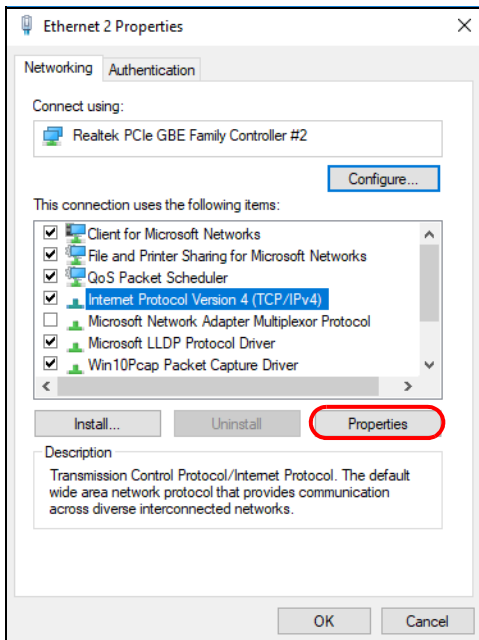 Ethernet 2 Properties
Networking
Authentication
Connect using:
Realtek PCIe GBE Family Controller #2
Configure...
This connection uses the following items:
Client for Microsoft Networks
File and Printer Sharing for Microsoft Networks
QoS Packet Scheduler
Internet Protocol Version 4 (TCP/IPv4)
Microsoft Network Adapter Multiplexor Protocol
Microsoft LLDP Protocol Driver
Win10Pcap Packet Capture Driver
Install...
Uninstall
Properties
Description
Transmission Control Protocol/Internet Protocol. The default
wide area network protocol that provides communication
across diverse interconnected networks.
OK
Cancel